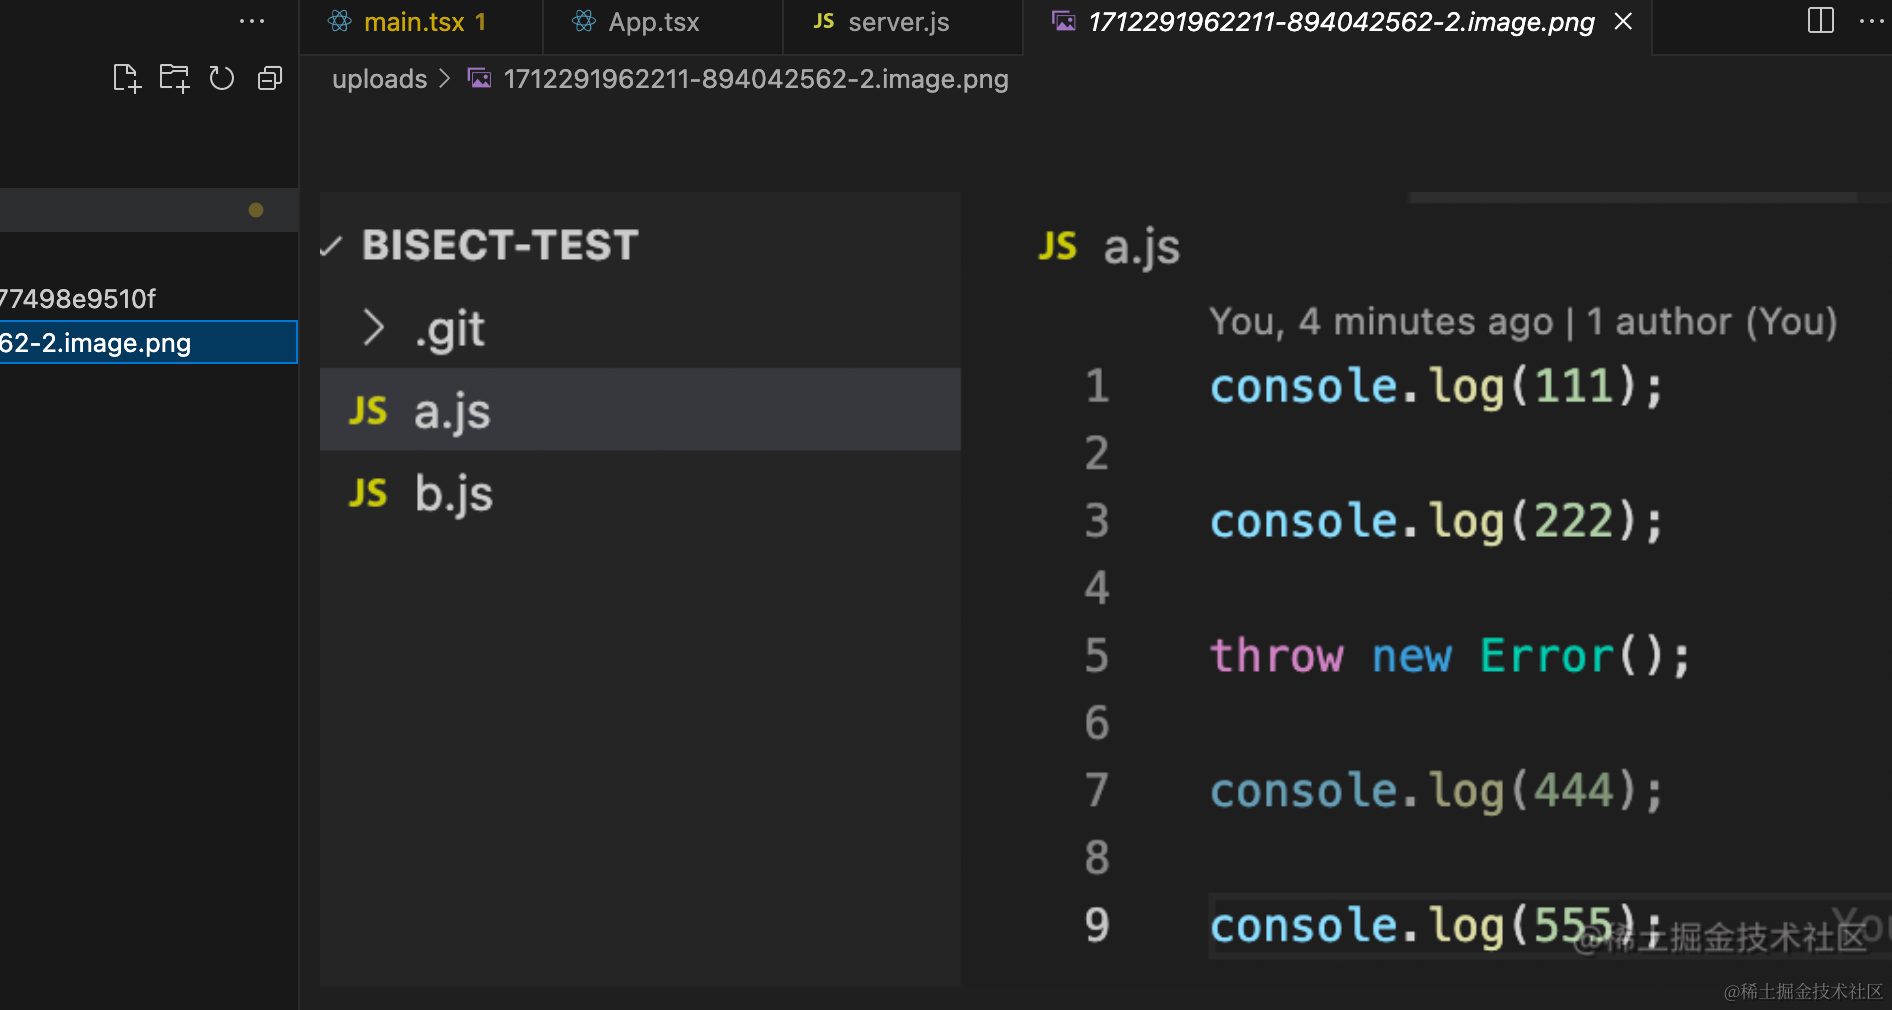 main.tsx 1
App.tsx
JS server.js
1712291962211-894042562-2.image.png
uploads > 1712291962211-894042562-2.image.png
77498e9510f
62-2.image.png
BISECT-TEST
.git
JS a.js
JS b.js
JS a.js
You, 4 minutes ago | 1 author (You)
1 console.log(111);
2
3 console.log(222);
4
5 throw new Error();
6
7 console.log(444);
8
9 console.log(555);
@稀土掘金技术社区
@稀土掘金技术社区